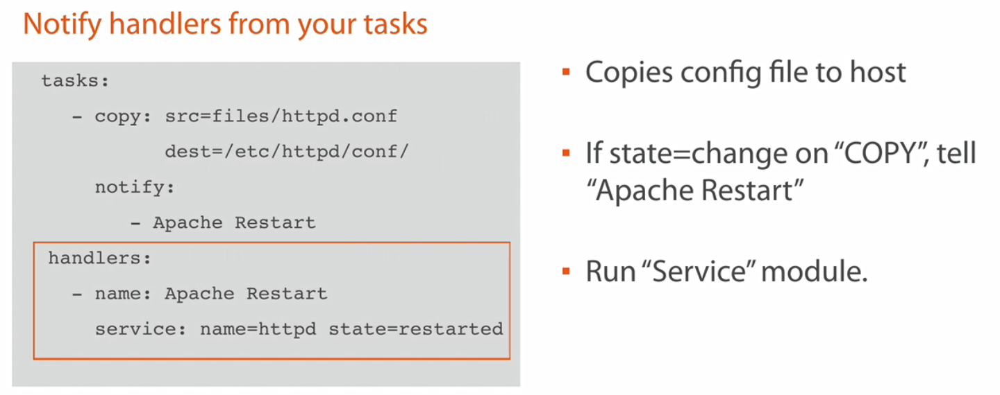 Notify handlers from your tasks
tasks:
- copy: src=files/httpd.conf
dest=/etc/httpd/conf/
notify:
- Apache Restart
handlers:
- name: Apache Restart
service: name=httpd state=restarted
▪ Copies config file to host
▪ If state=change on “COPY”, tell
“Apache Restart”
▪ Run “Service” module.